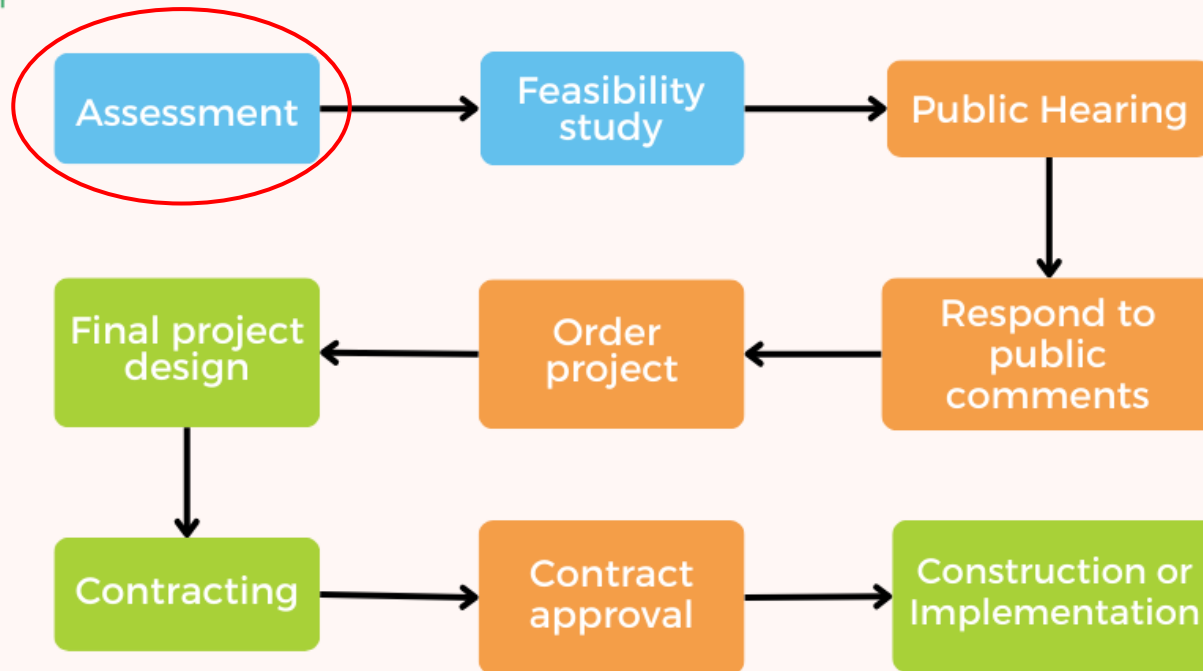 Assessment
Feasibility
study
Public Hearing
Respond to
public
comments
Order
project
Final project
design
Contracting
Contract
approval
Construction or
Implementation